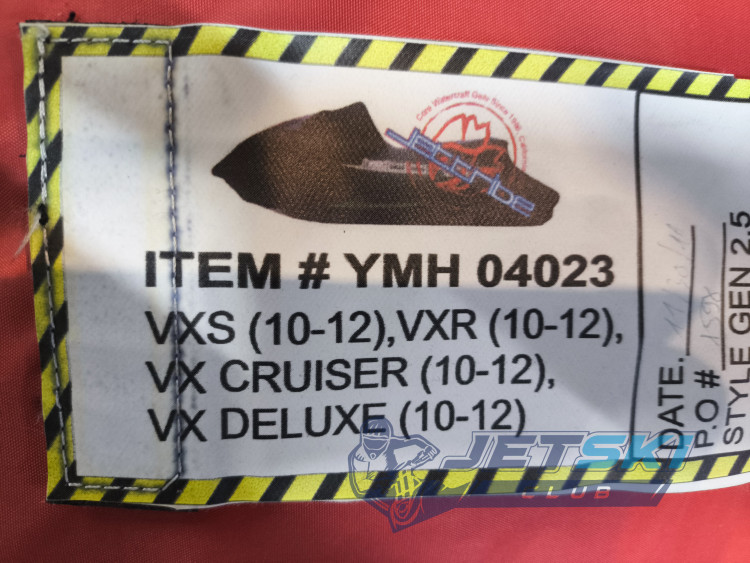 Jettribe
ITEM # YMH 04023
VXS (10-12), VXR (10-12),
VX CRUISER (10-12),
VX DELUXE (10-12)
DATE.
P.O #
STYLE GEN 2.5
JETSKI
CLUB